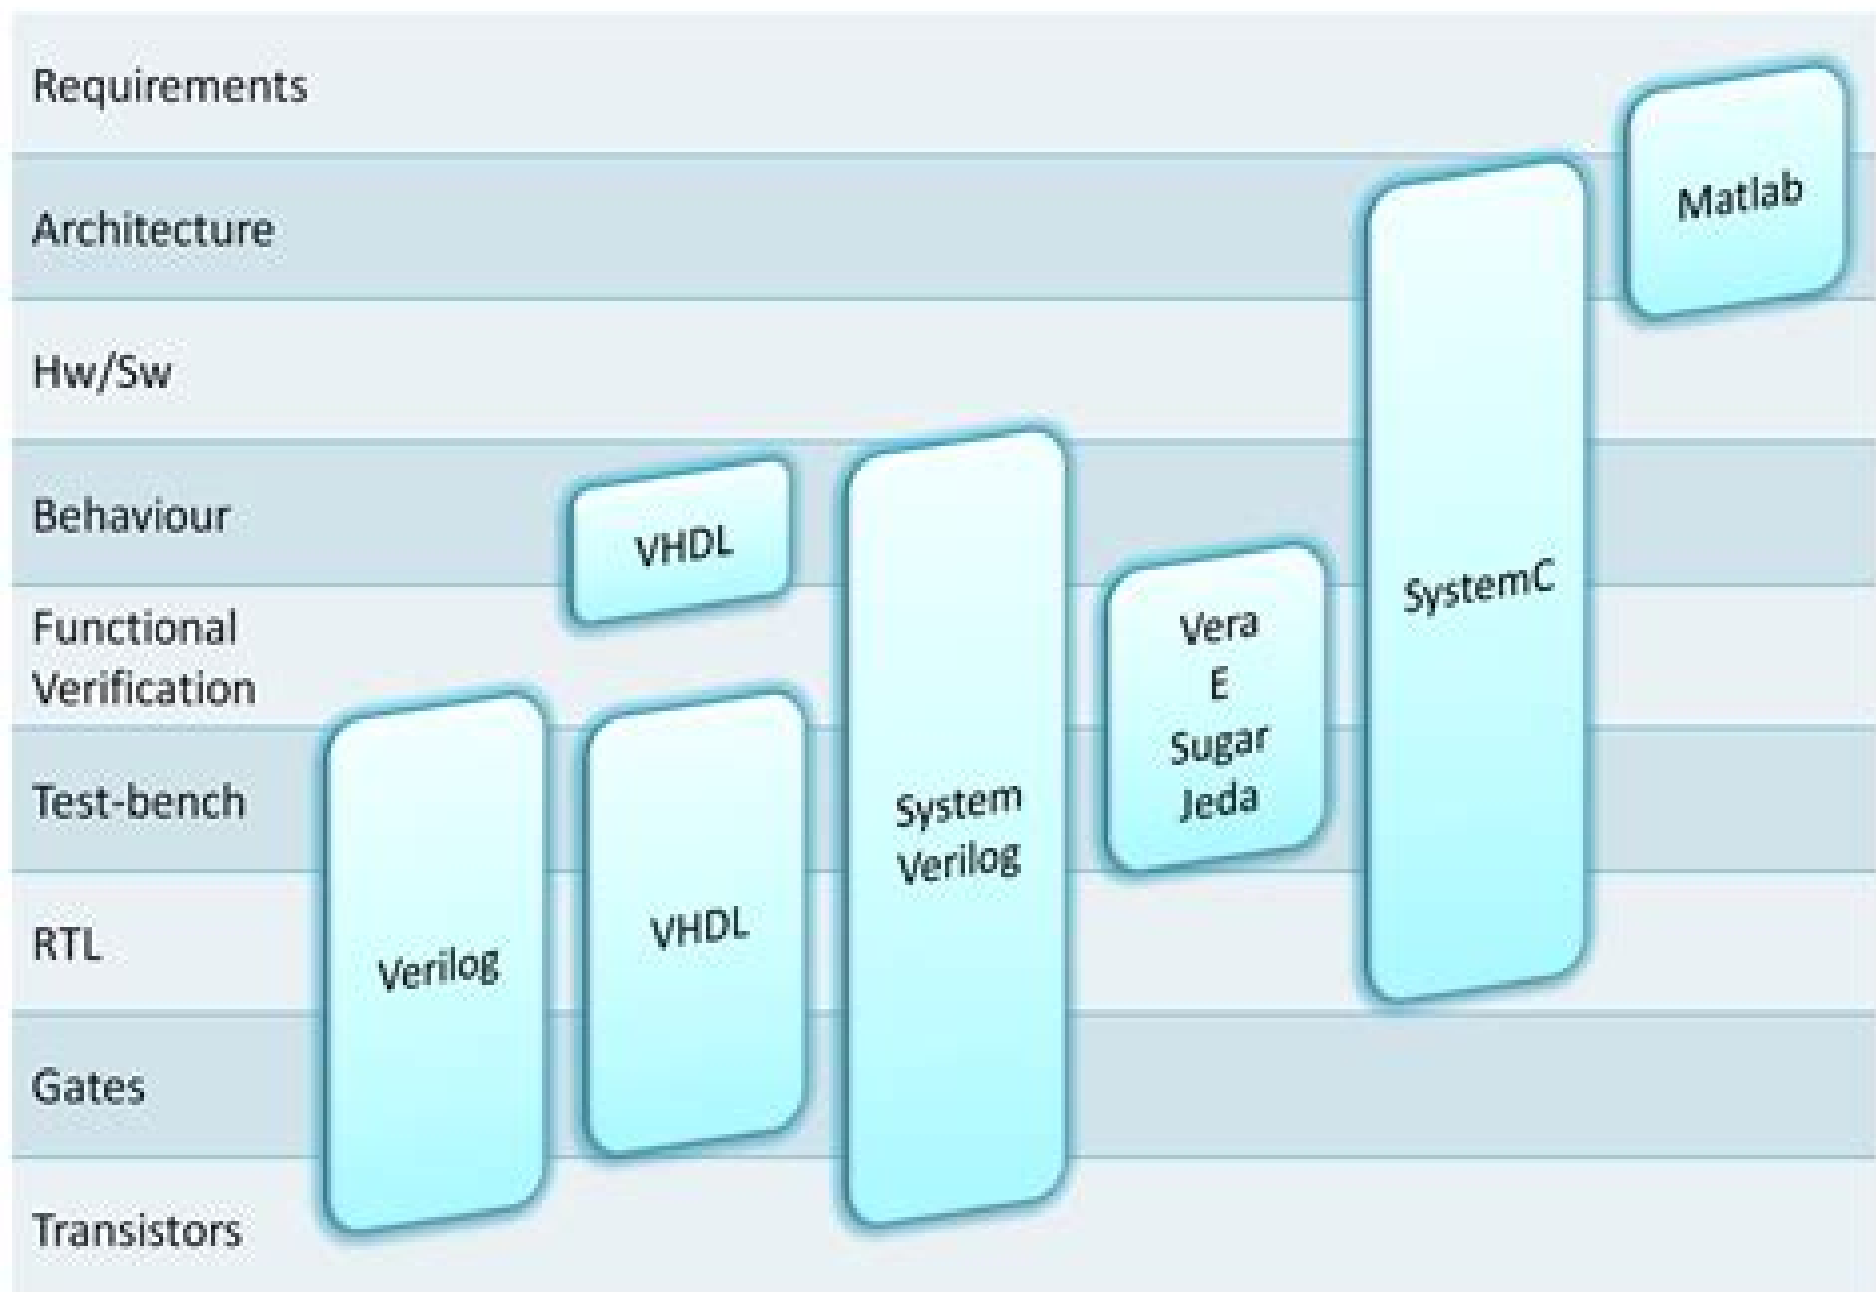 Requirements
Architecture
Hw/Sw
Behaviour
Functional
Verification
Test-bench
RTL
Gates
Transistors
Verilog
VHDL
VHDL
System
Verilog
Vera
E
Sugar
Jeda
SystemC
Matlab